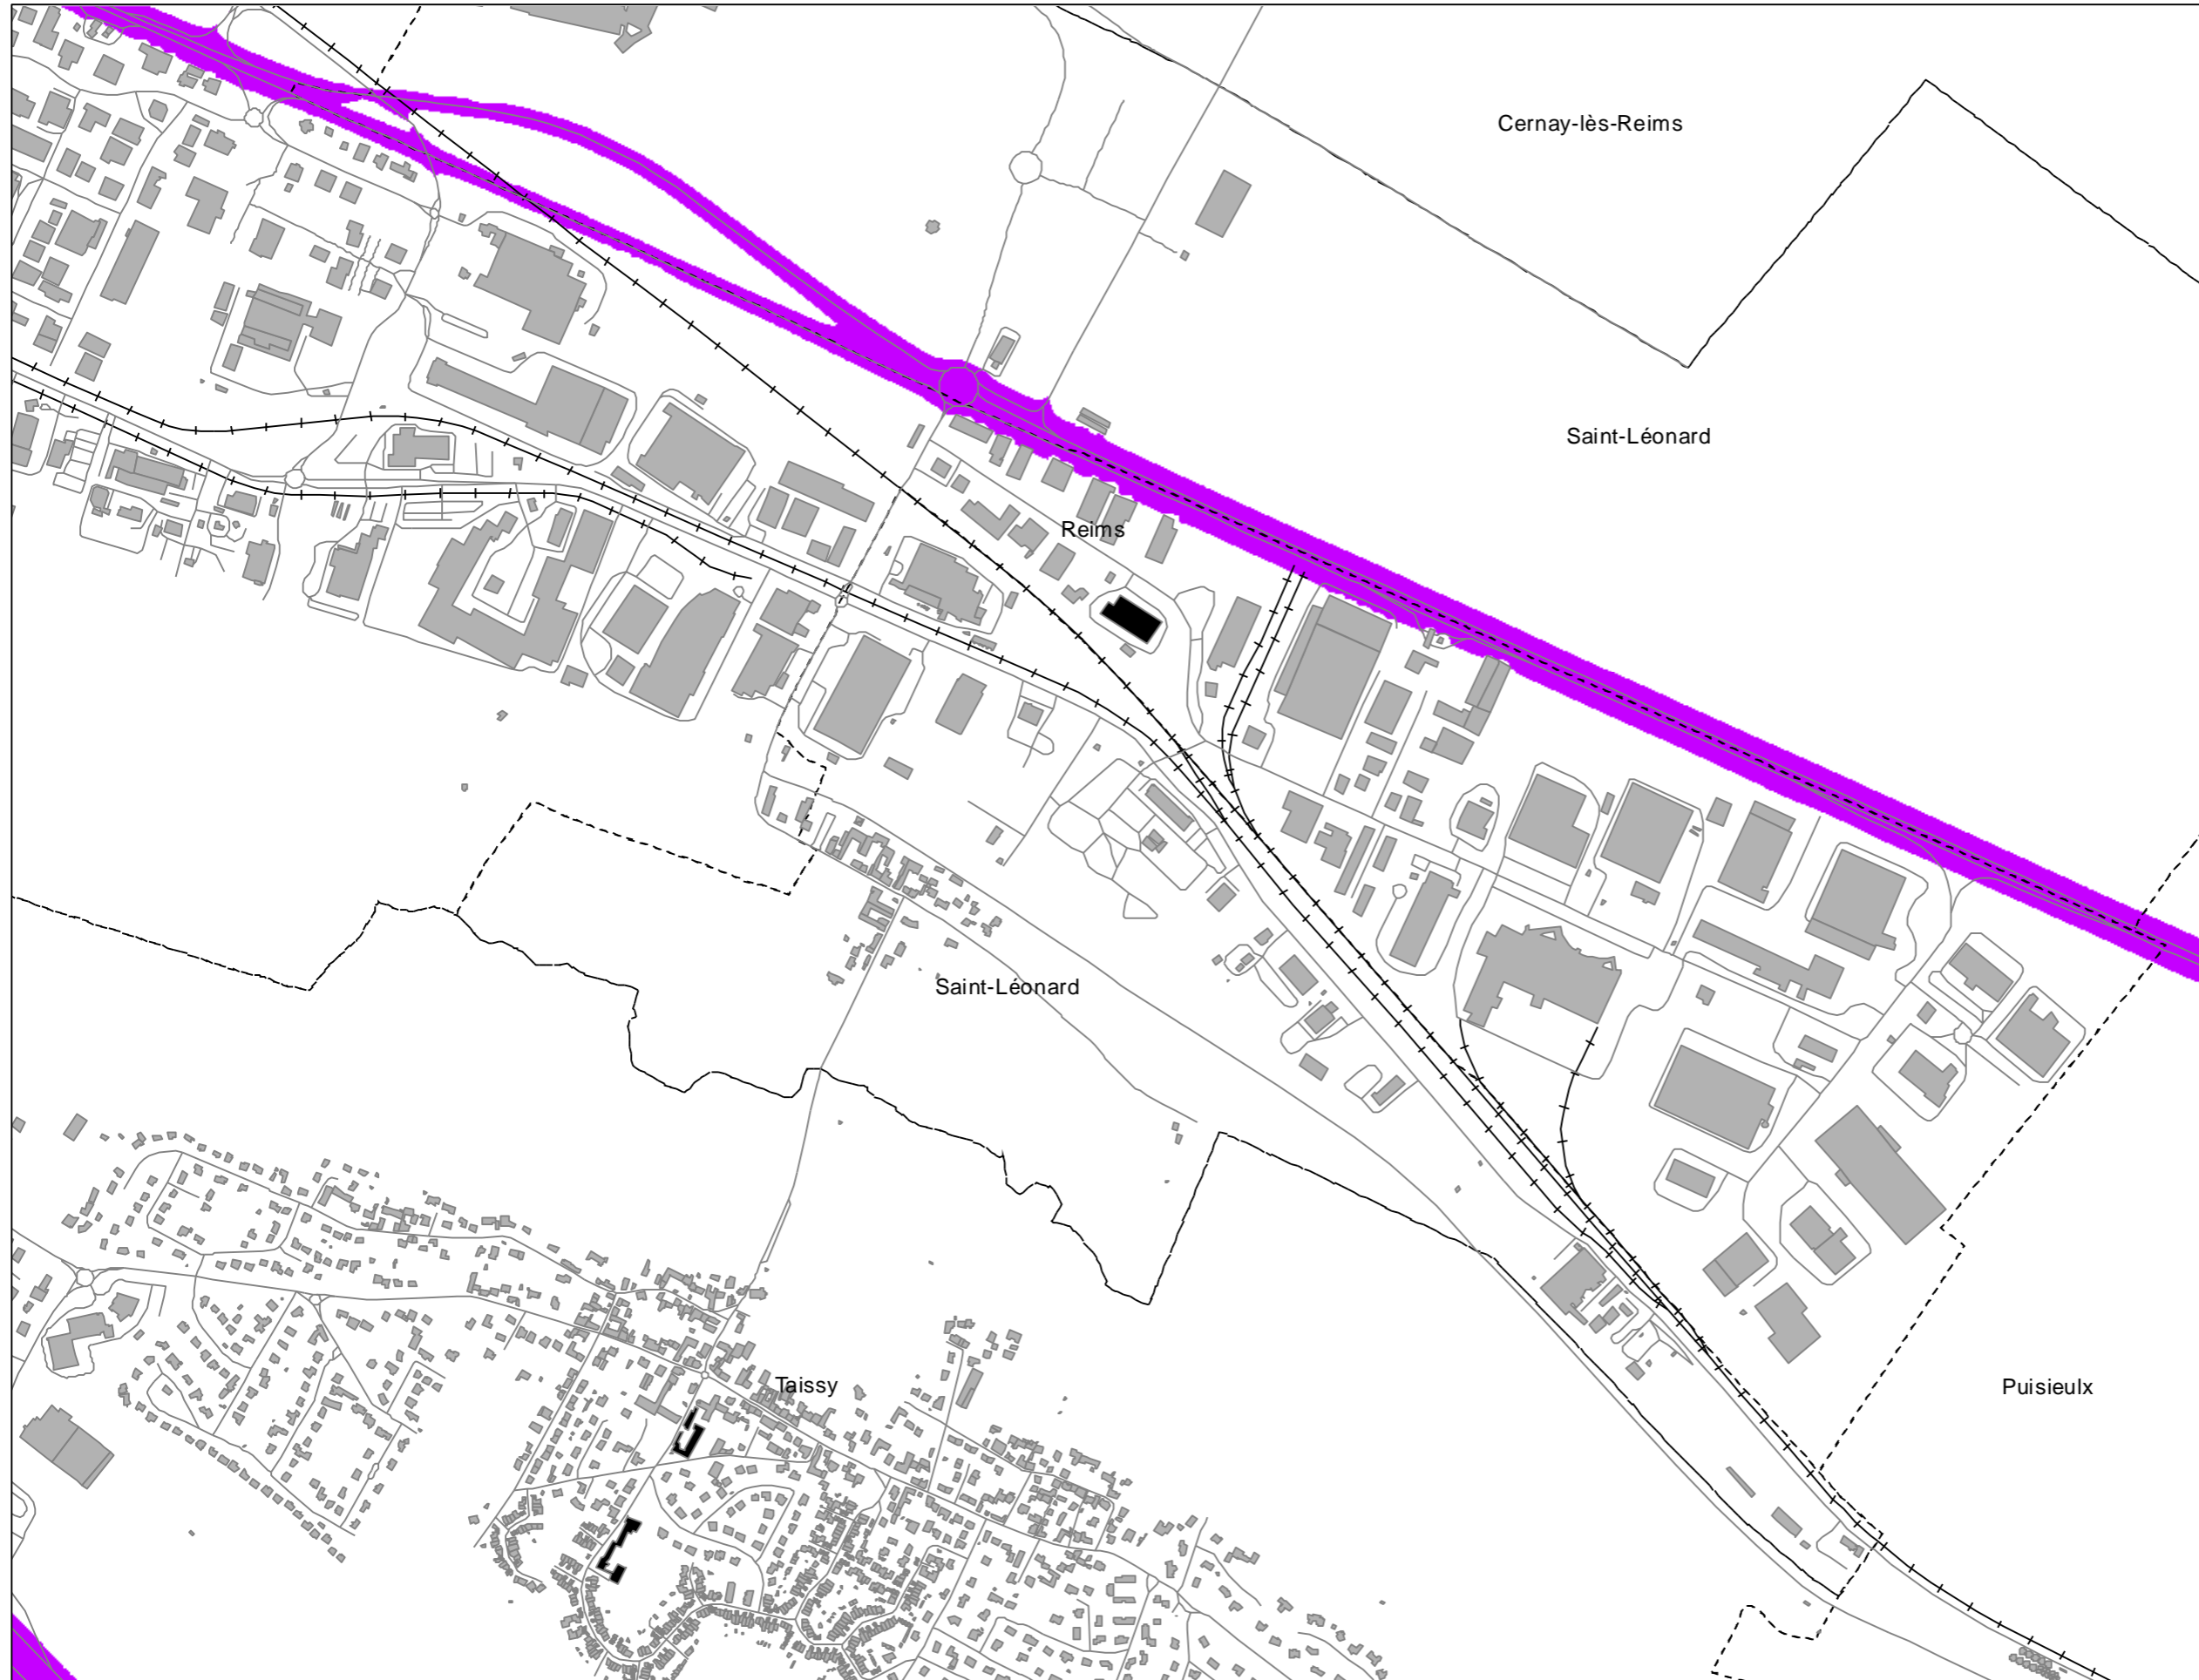 Cernay-lès-Reims
Saint-Léonard
Reims
Saint-Léonard
Taissy
Puisieulx